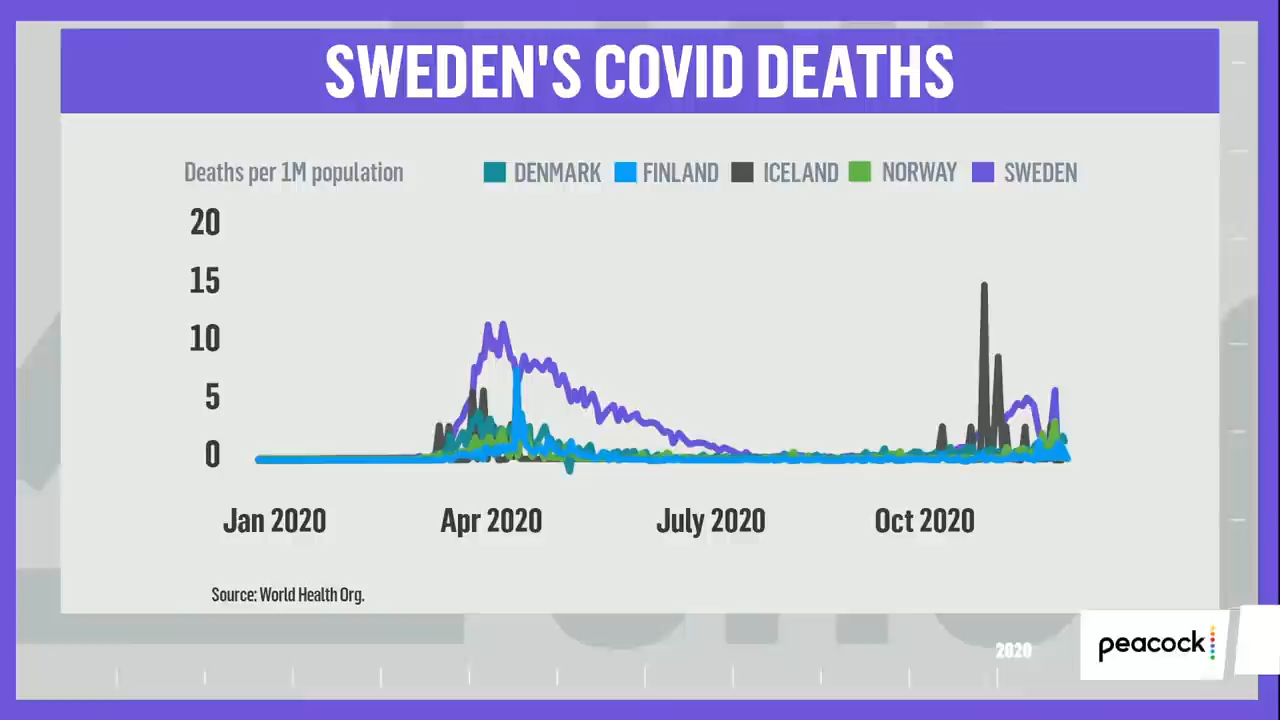 SWEDEN'S COVID DEATHS
Deaths per 1M population
DENMARK FINLAND ICELAND NORWAY SWEDEN
20
15
10
5
0
Jan 2020 Apr 2020 July 2020 Oct 2020
Source: World Health Org.
2020
peacock